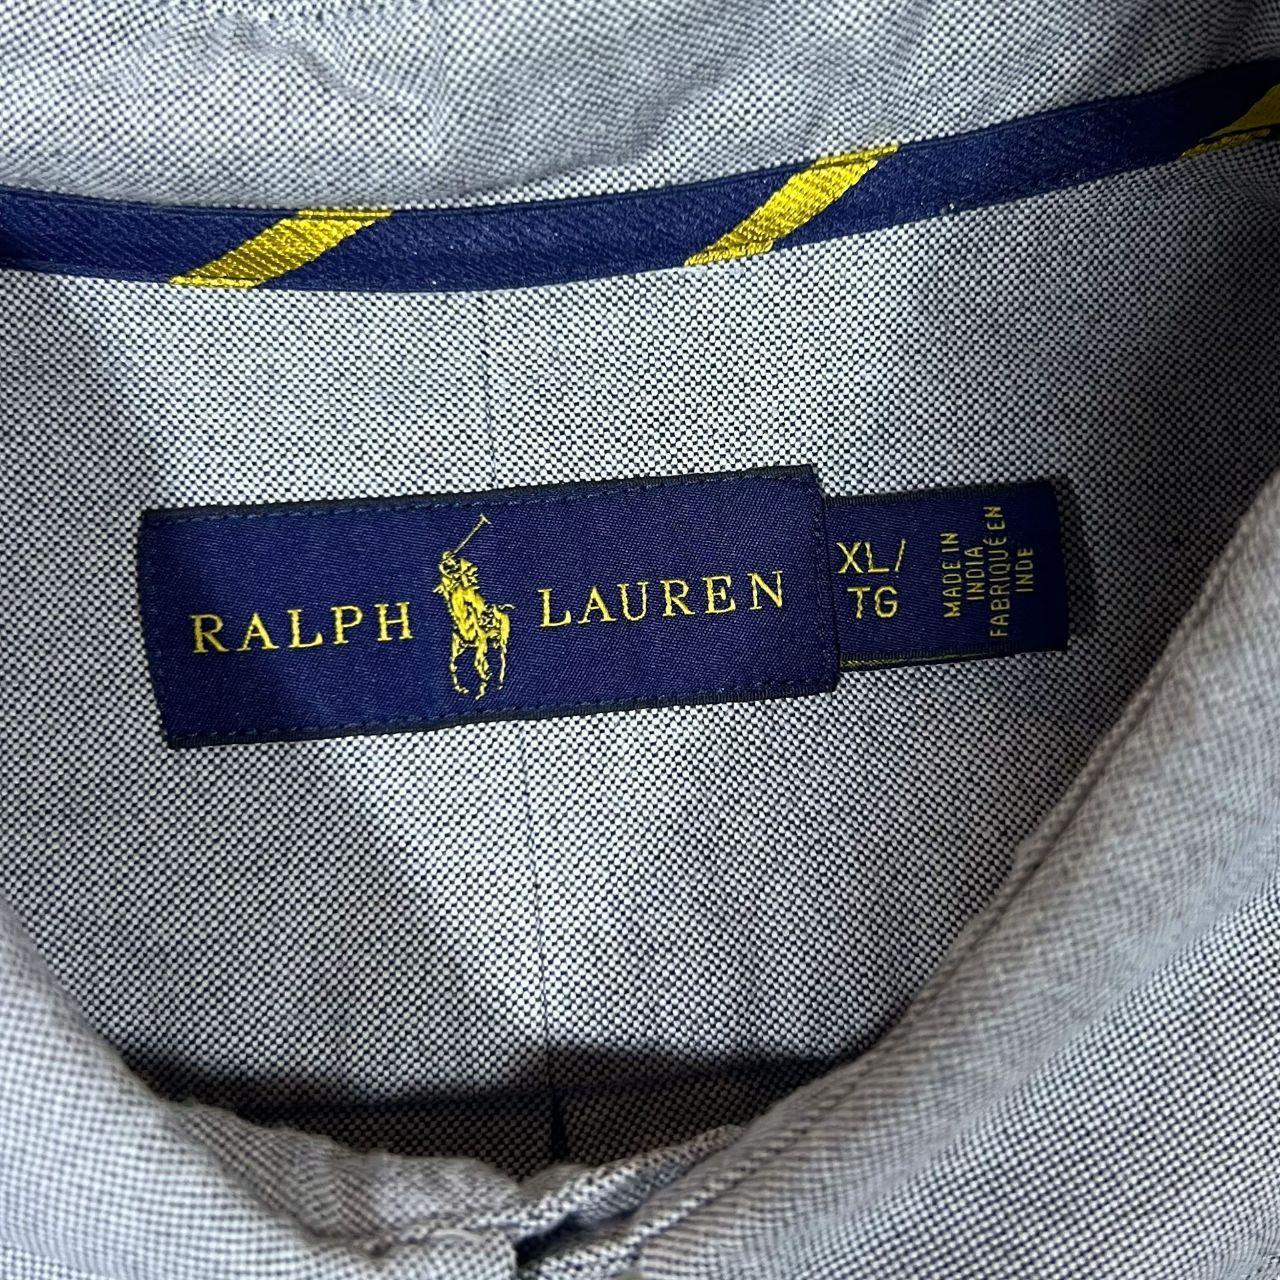 RALPH LAUREN
XL/
TG
MADE IN
INDIA
FABRIQUÉ EN
INDE